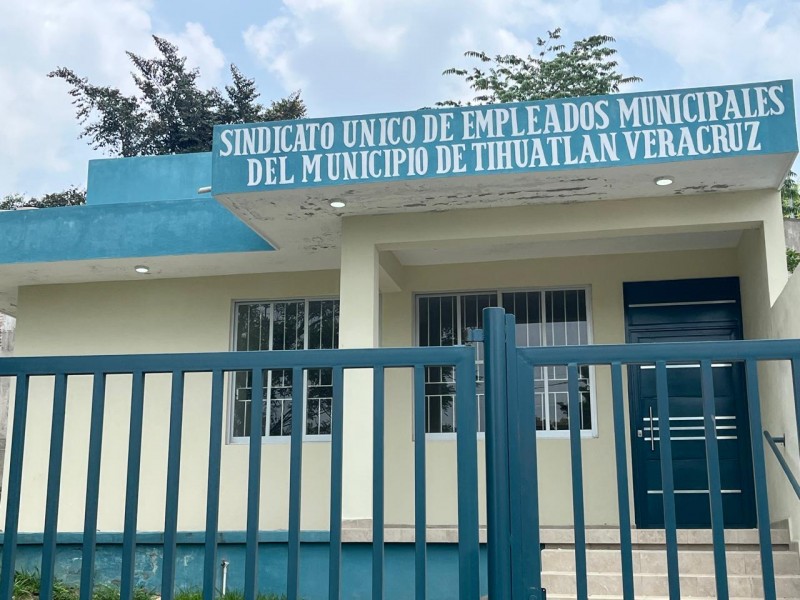 SINDICATO UNICO DE EMPLEADOS MUNICIPALES
DEL MUNICIPIO DE TIHUATLAN VERACRUZ